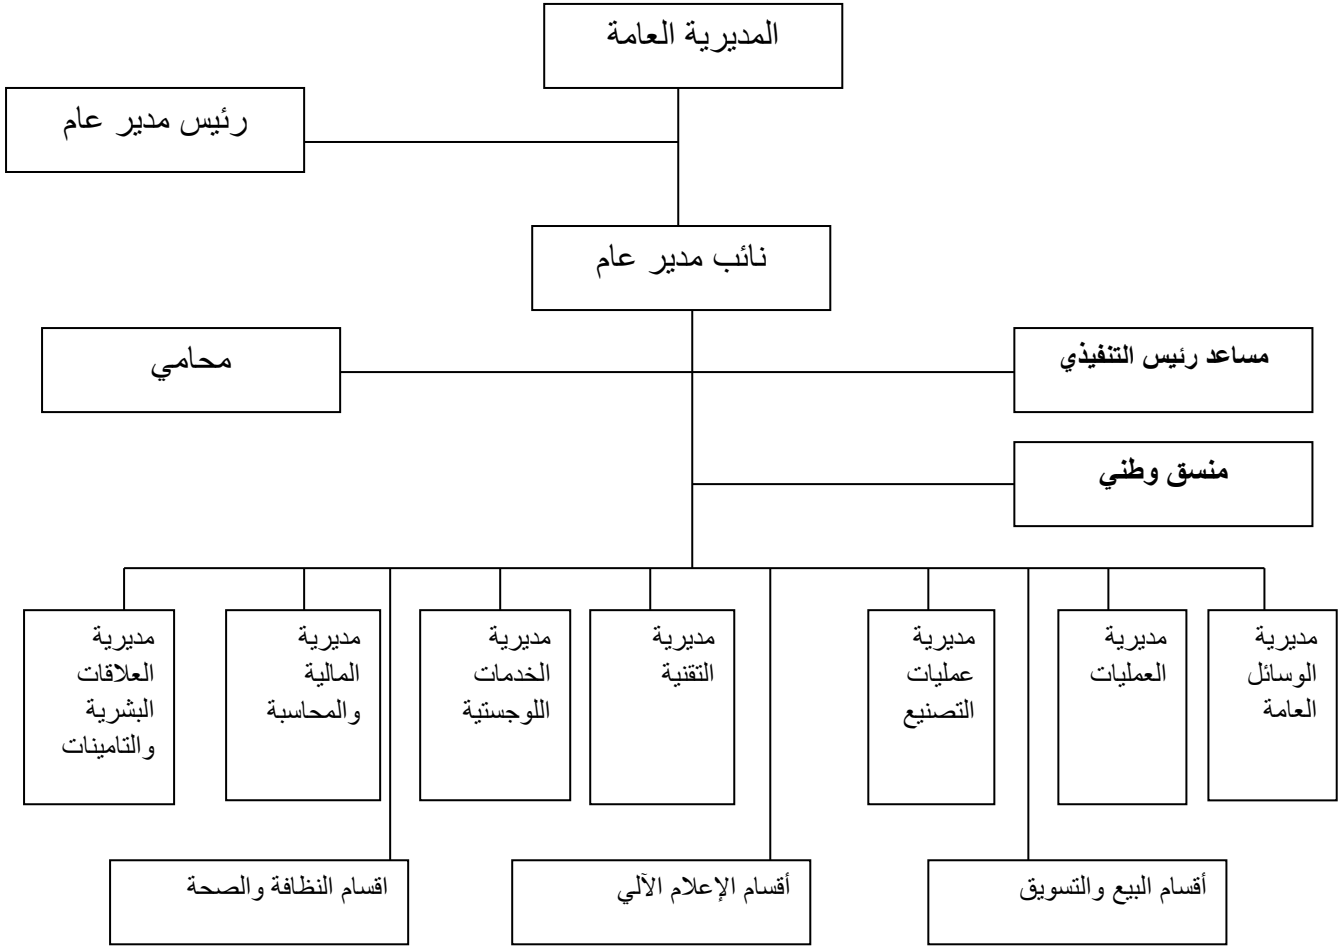 المديرية العامة
رئيس مدير عام
نائب مدير عام
مساعد رئيس التنفيذي
محامي
منسق وطني
مديرية
الوسائل
العامة
مديرية
العمليات
مديرية
عمليات
التصنيع
مديرية
التقنية
مديرية
الخدمات
اللوجستية
مديرية
المالية
والمحاسبة
مديرية
العلاقات
البشرية
والتامينات
أقسام البيع والتسويق
أقسام الإعلام الآلي
اقسام النظافة والصحة